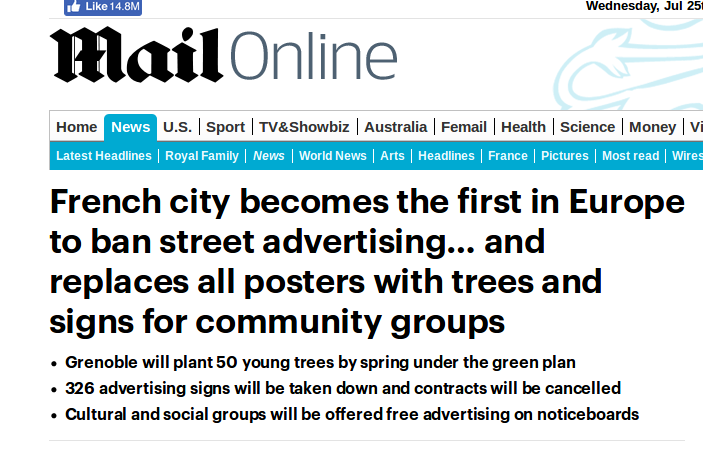 Like 14.8M
Wednesday, Jul 25t
Mail Online
Home News U.S. Sport TV&Showbiz Australia Femail Health Science Money Vi
Latest Headlines Royal Family News World News Arts Headlines France Pictures Most read Wires
French city becomes the first in Europe
to ban street advertising... and
replaces all posters with trees and
signs for community groups
• Grenoble will plant 50 young trees by spring under the green plan
• 326 advertising signs will be taken down and contracts will be cancelled
• Cultural and social groups will be offered free advertising on noticeboards